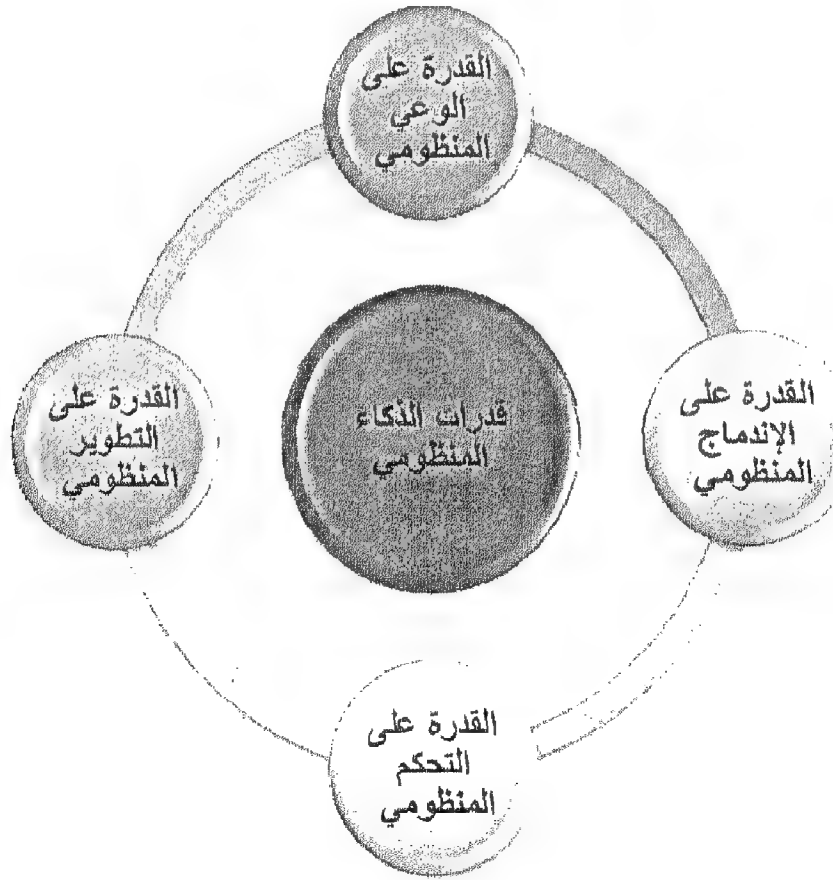 القدرة على
الوعي
المنظومي
القدرة على
الإندماج
المنظومي
قدرات الذكاء
المنظومي
القدرة على
التطوير
المنظومي
القدرة على
التحكم
المنظومي